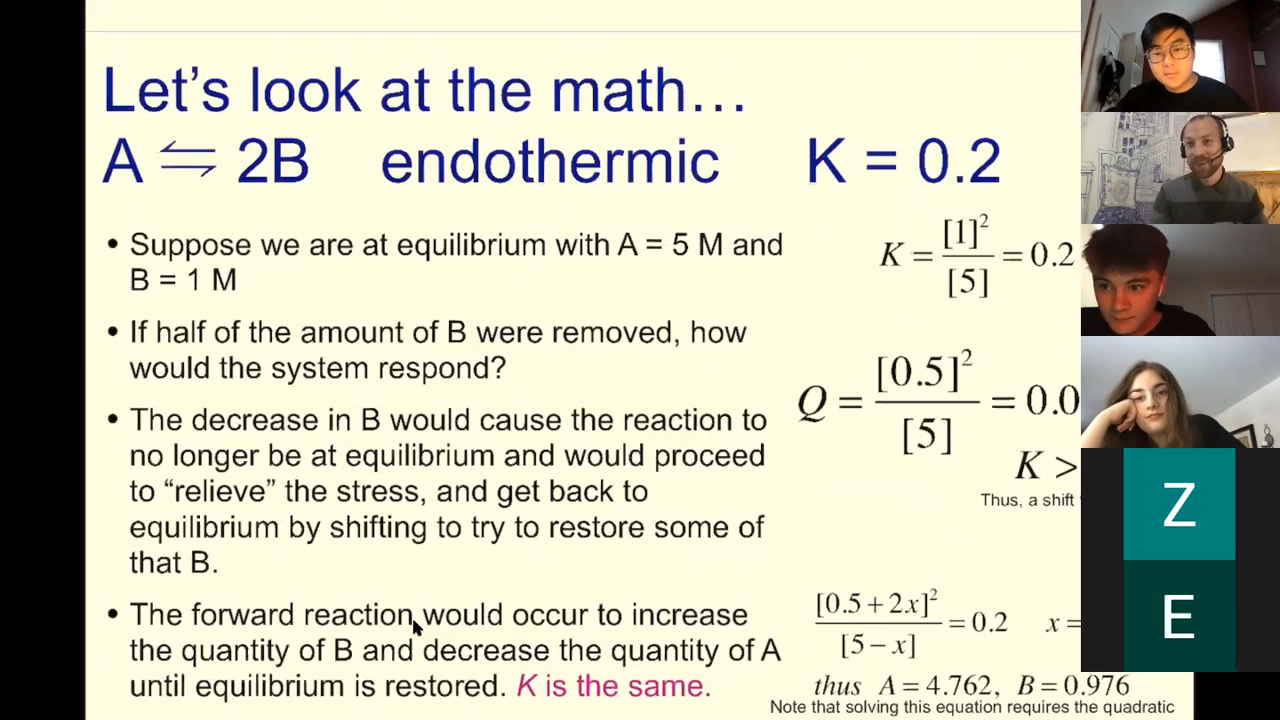 Let's look at the math…
A ⇌ 2B endothermic K = 0.2
• Suppose we are at equilibrium with A = 5 M and
B = 1 M
K = [1]² / [5] = 0.2
• If half of the amount of B were removed, how
would the system respond?
Q = [0.5]² / [5] = 0.0
K >
Thus, a shift
• The decrease in B would cause the reaction to
no longer be at equilibrium and would proceed
to “relieve” the stress, and get back to
equilibrium by shifting to try to restore some of
that B.
• The forward reaction would occur to increase
the quantity of B and decrease the quantity of A
until equilibrium is restored. K is the same.
[0.5 + 2x]² / [5 − x] = 0.2 x =
thus A = 4.762, B = 0.976
Note that solving this equation requires the quadratic
Z
E